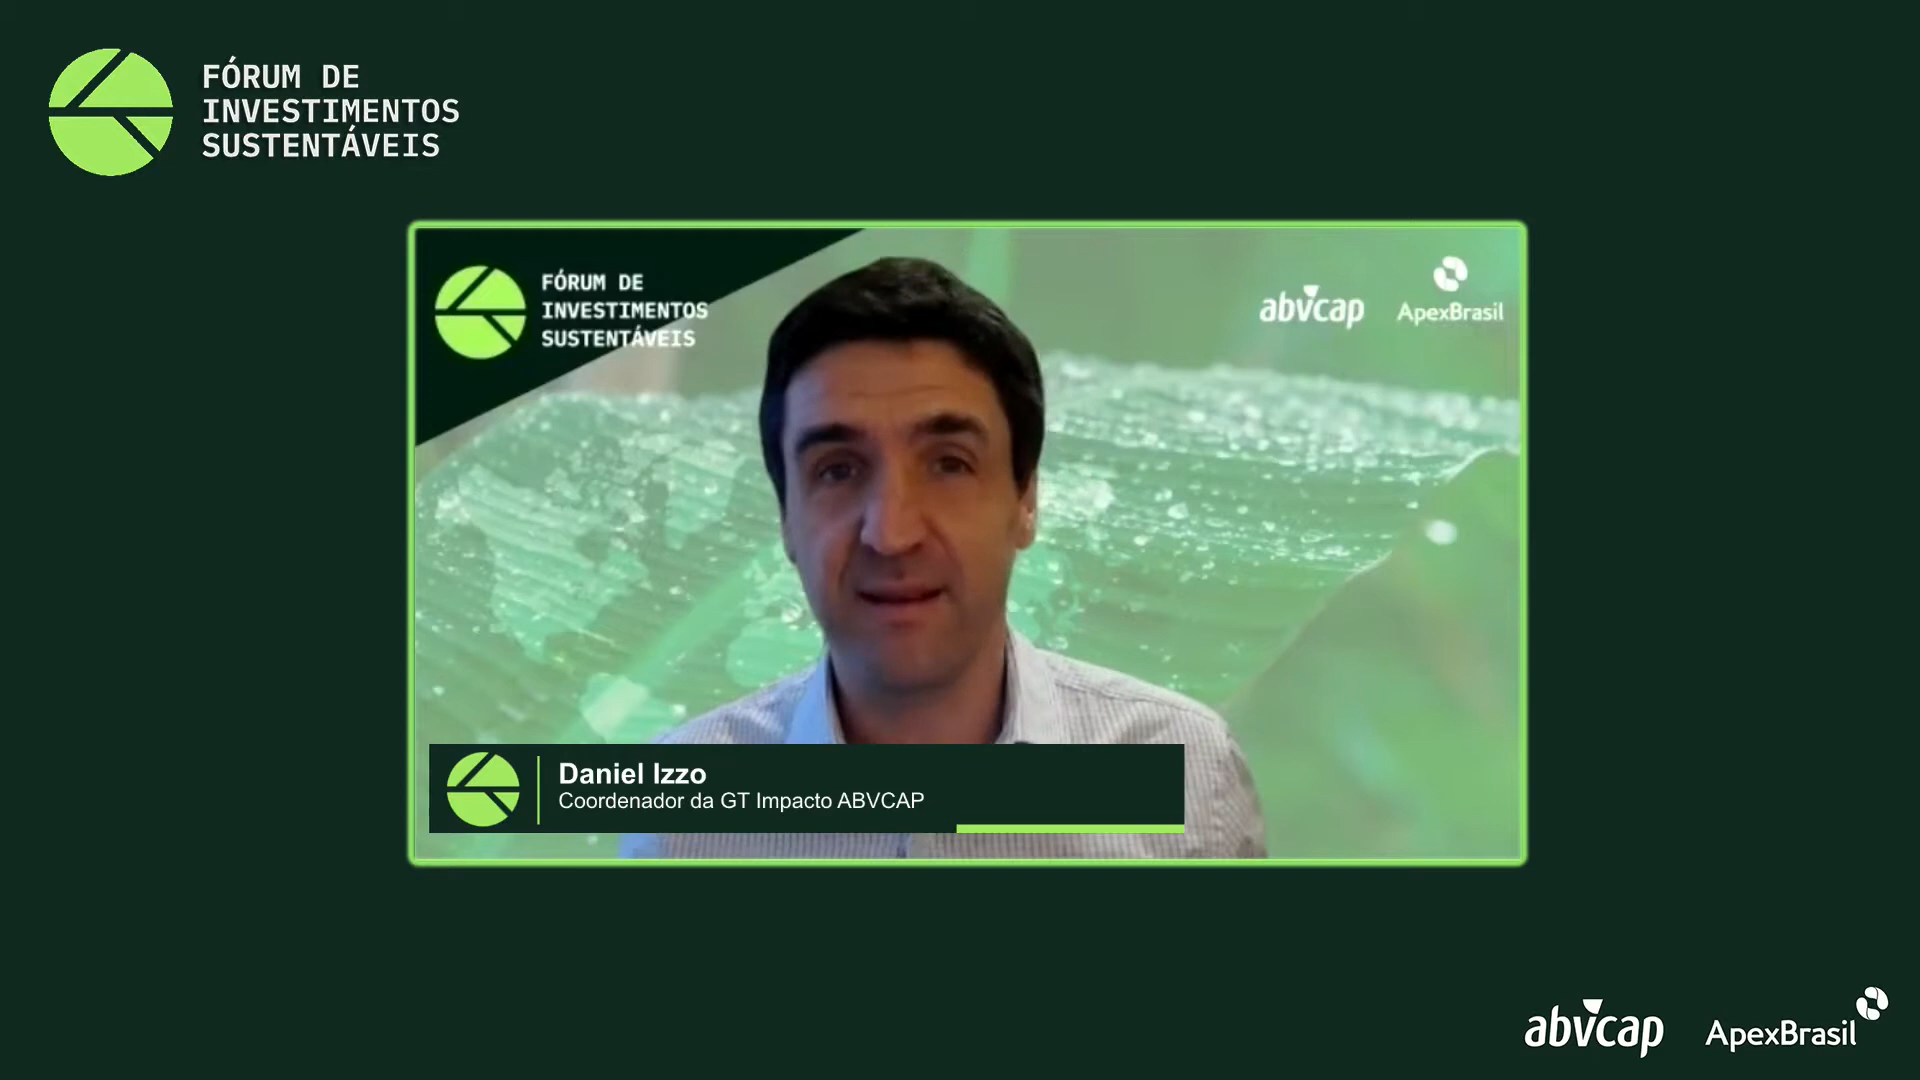 FÓRUM DE
INVESTIMENTOS
SUSTENTÁVEIS
FÓRUM DE
INVESTIMENTOS
SUSTENTÁVEIS
abvcap
ApexBrasil
Daniel Izzo
Coordenador da GT Impacto ABVCAP
abvcap
ApexBrasil